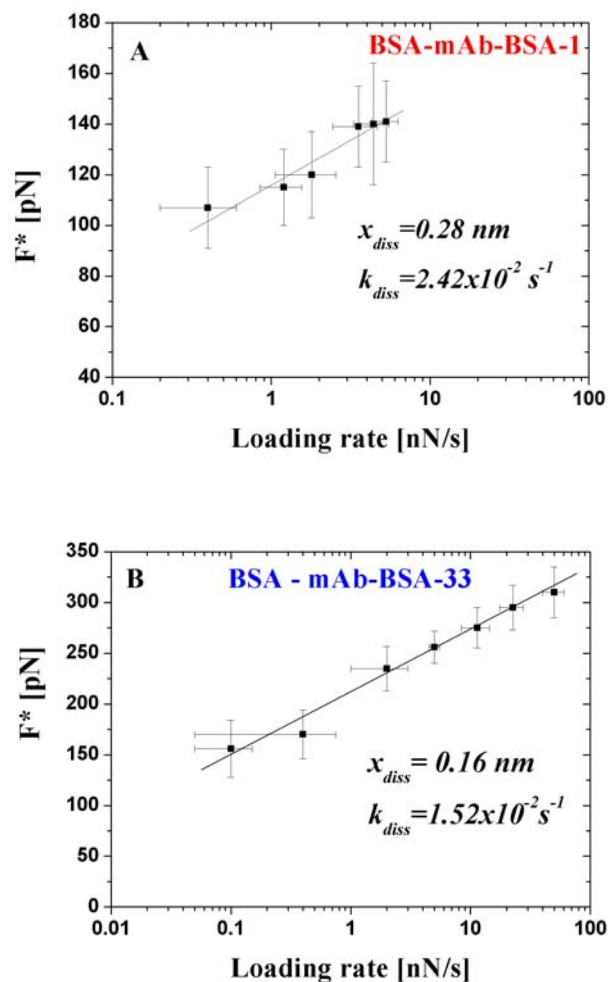 A
BSA-mAb-BSA-1
180
160
140
120
100
80
60
40
F* [pN]
x_diss=0.28 nm
k_diss=2.42x10^-2 s^-1
0.1
1
10
100
Loading rate [nN/s]
B
BSA - mAb-BSA-33
350
300
250
200
150
100
50
0
F* [pN]
x_diss= 0.16 nm
k_diss=1.52x10^-2s^-1
0.01
0.1
1
10
100
Loading rate [nN/s]